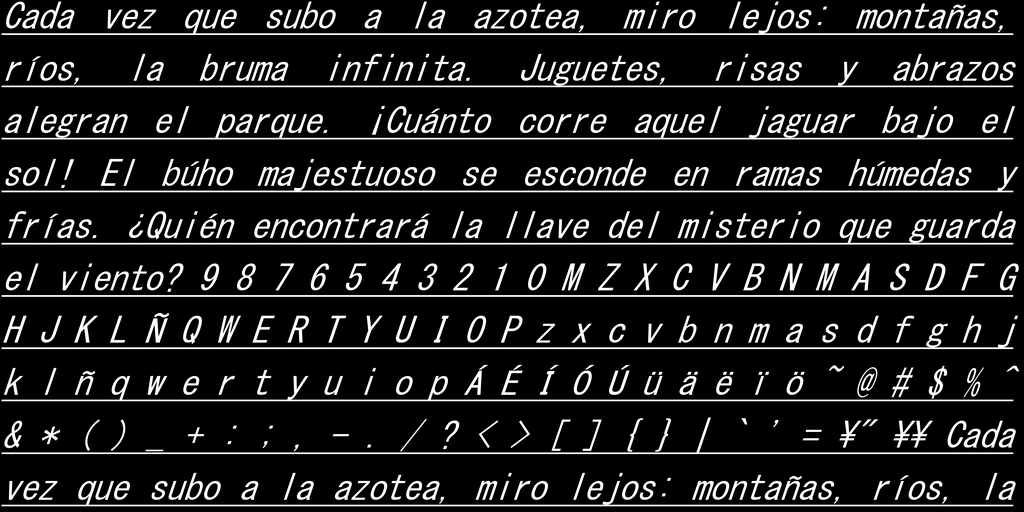 Cada vez que subo a la azotea, miro lejos: montañas,
ríos, la bruma infinita. Juguetes, risas y abrazos
alegran el parque. ¡Cuánto corre aquel jaguar bajo el
sol! El búho majestuoso se esconde en ramas húmedas y
frías. ¿Quién encontrará la llave del misterio que guarda
el viento? 9 8 7 6 5 4 3 2 1 0 M Z X C V B N M A S D F G
H J K L Ñ Q W E R T Y U I O P z x c v b n m a s d f g h j
k l ñ q w e r t y u i o p Á É Í Ó Ú ü ä ë ï ö ~ @ # $ % ^
& * ( ) _ + : ; , - . / ? < > [ ] { } | ` ' = ¥" ¥¥ Cada
vez que subo a la azotea, miro lejos: montañas, ríos, la